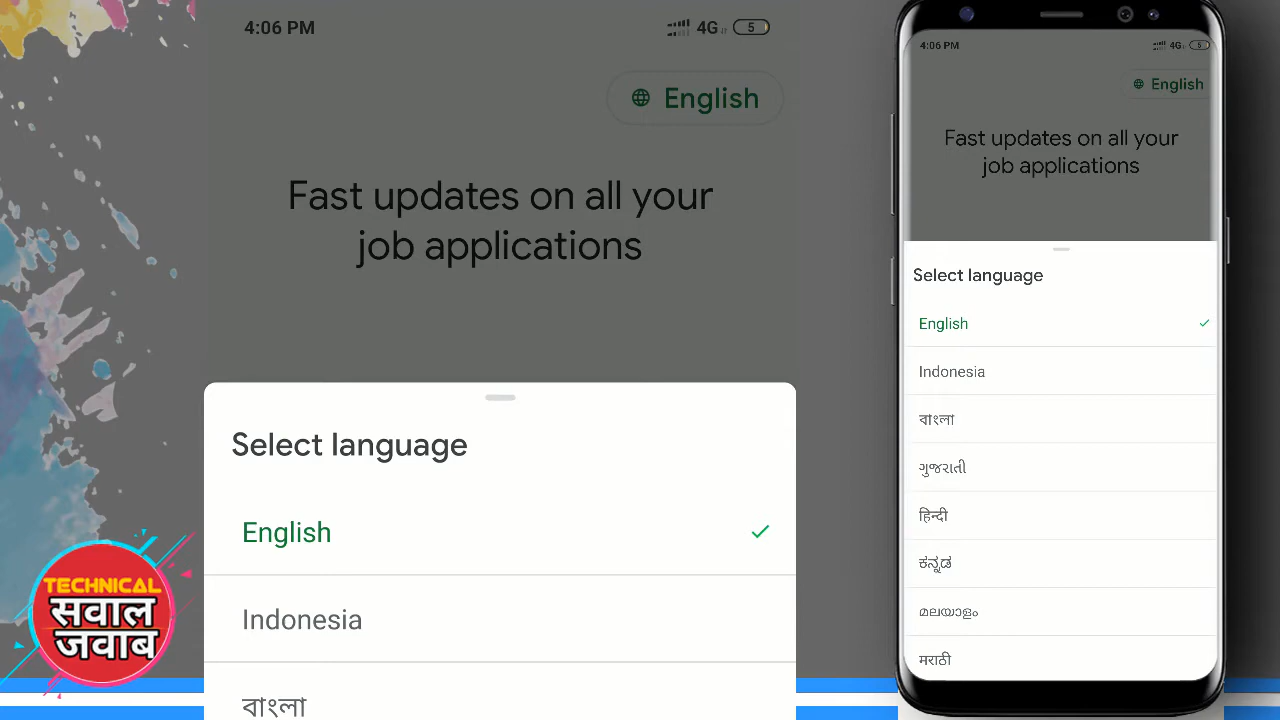 4:06 PM
4G
5
English
Fast updates on all your
job applications
Select language
English
Indonesia
বাংলা
TECHNICAL
सवाल
जवाब
4:06 PM
4G
5
English
Fast updates on all your
job applications
Select language
English
Indonesia
বাংলা
ગુજરાતી
हिन्दी
ಕನ್ನಡ
മലയാളം
मराठी